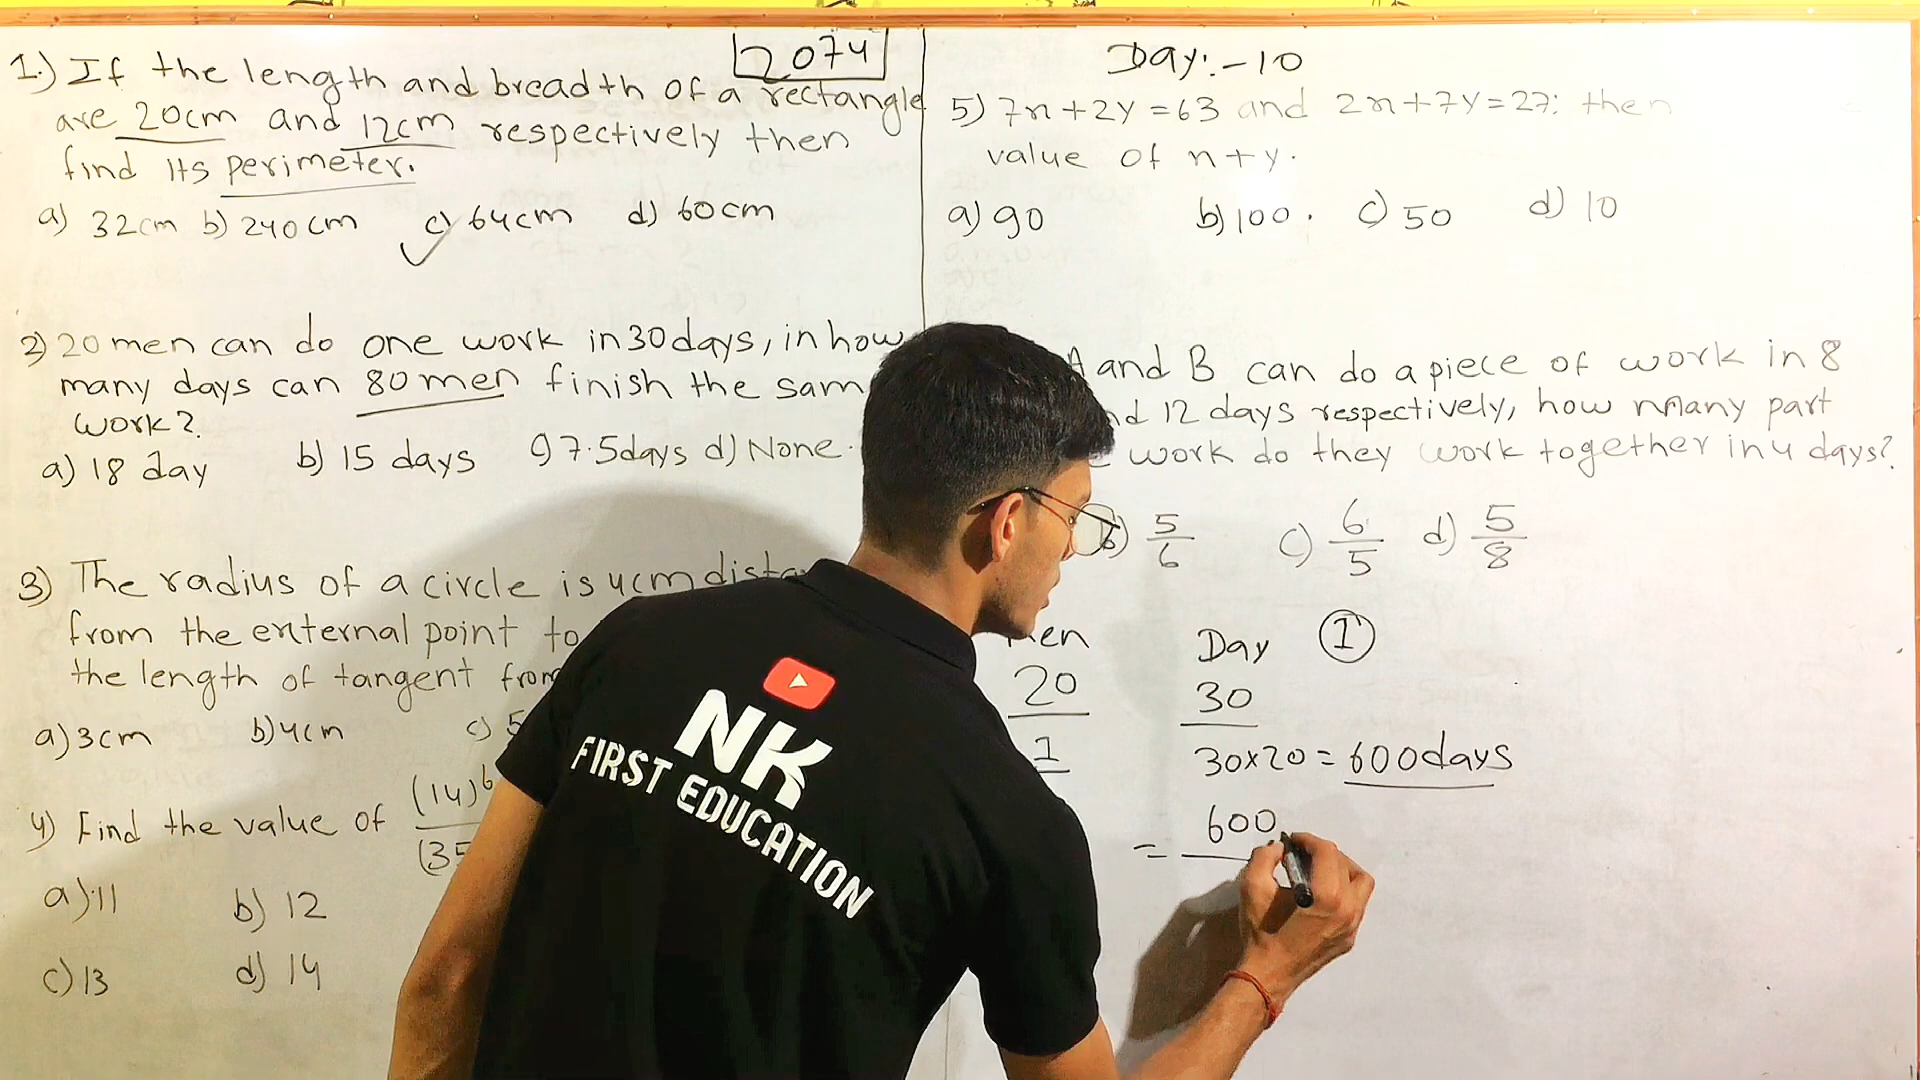 2074
1.) If the length and breadth of a rectangle
are 20cm and 12cm respectively then
find its perimeter.
a) 32cm b) 240cm c) 64cm d) 60cm
2) 20 men can do one work in 30 days, in how
many days can 80 men finish the sam
work?
a) 18 day b) 15 days c) 7.5days d) None.
3) The radius of a circle is 4cm dista
from the external point to
the length of tangent from
a) 3cm b) 4cm c) 5
4) Find the value of (14)^6
(35
a) 11 b) 12
c) 13 d) 14
Day:-10
5) 7x+2y=63 and 2x+7y=27: then
value of x+y.
a) 90 b) 100. c) 50 d) 10
A and B can do a piece of work in 8
nd 12 days respectively, how many part
work do they work together in 4 days?
b) 5/6 c) 6/5 d) 5/8
Men Day I
20 30
1 30×20=600days
= 600
NK
FIRST EDUCATION